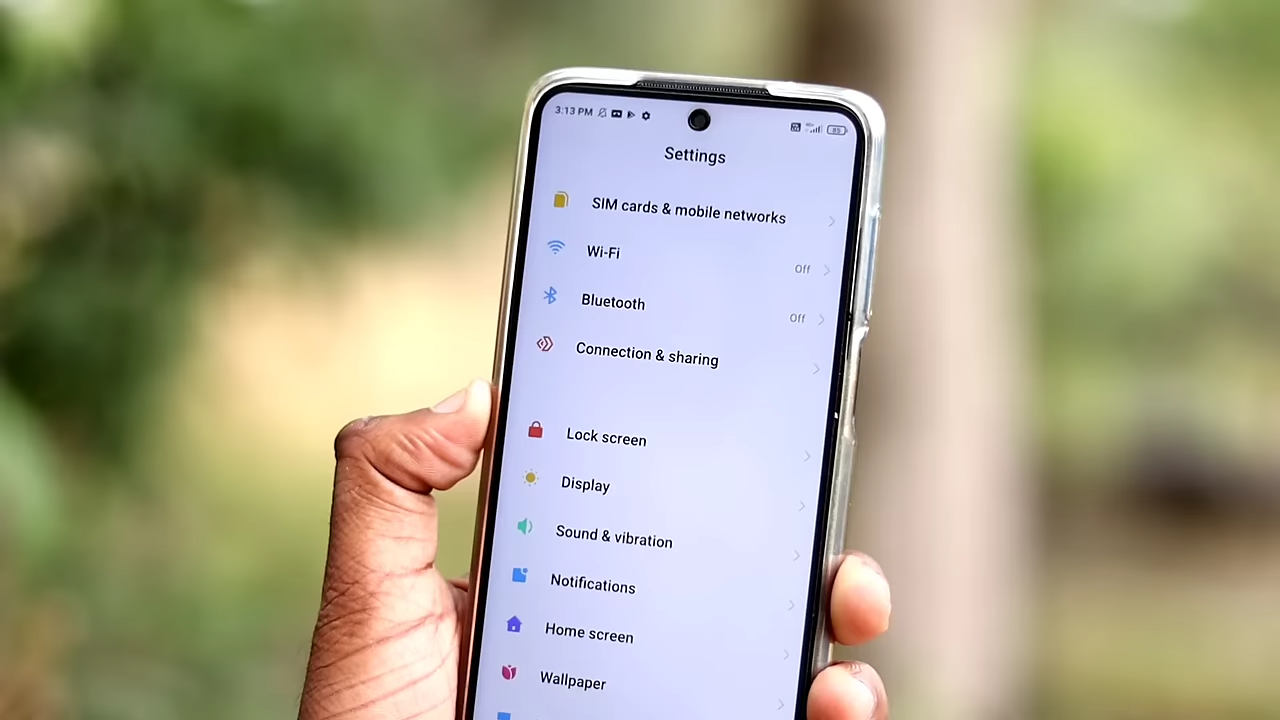 3:13 PM
85
Settings
SIM cards & mobile networks
Wi-Fi
Off
Bluetooth
Off
Connection & sharing
Lock screen
Display
Sound & vibration
Notifications
Home screen
Wallpaper